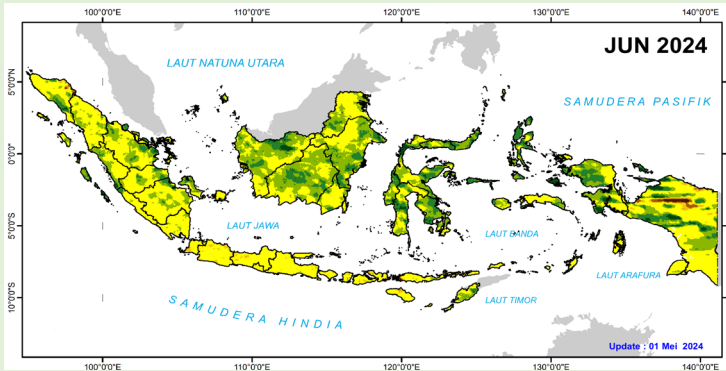 100°0'0"E 110°0'0"E 120°0'0"E 130°0'0"E 140°0'0"E
JUN 2024
LAUT NATUNA UTARA
5°0'0"N
SAMUDERA PASIFIK
0°0'0"
LAUT JAWA
LAUT BANDA
5°0'0"S
LAUT ARAFURA
10°0'0"S
SAMUDERA HINDIA
LAUT TIMOR
Update : 01 Mei 2024
100°0'0"E 110°0'0"E 120°0'0"E 130°0'0"E 140°0'0"E